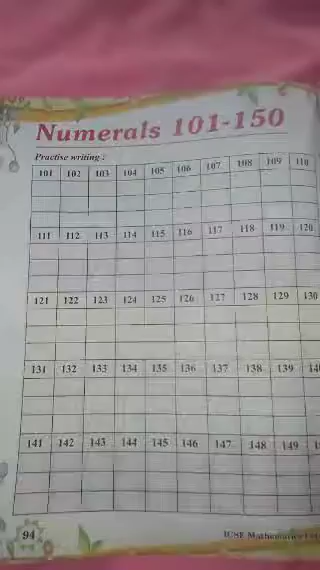 Numerals 101-150
Practise writing :
101 102 103 104 105 106 107 108 109 110
111 112 113 114 115 116 117 118 119 120
121 122 123 124 125 126 127 128 129 130
131 132 133 134 135 136 137 138 139 14
141 142 143 144 145 146 147 148 149 1
94
ICSE Mathematics